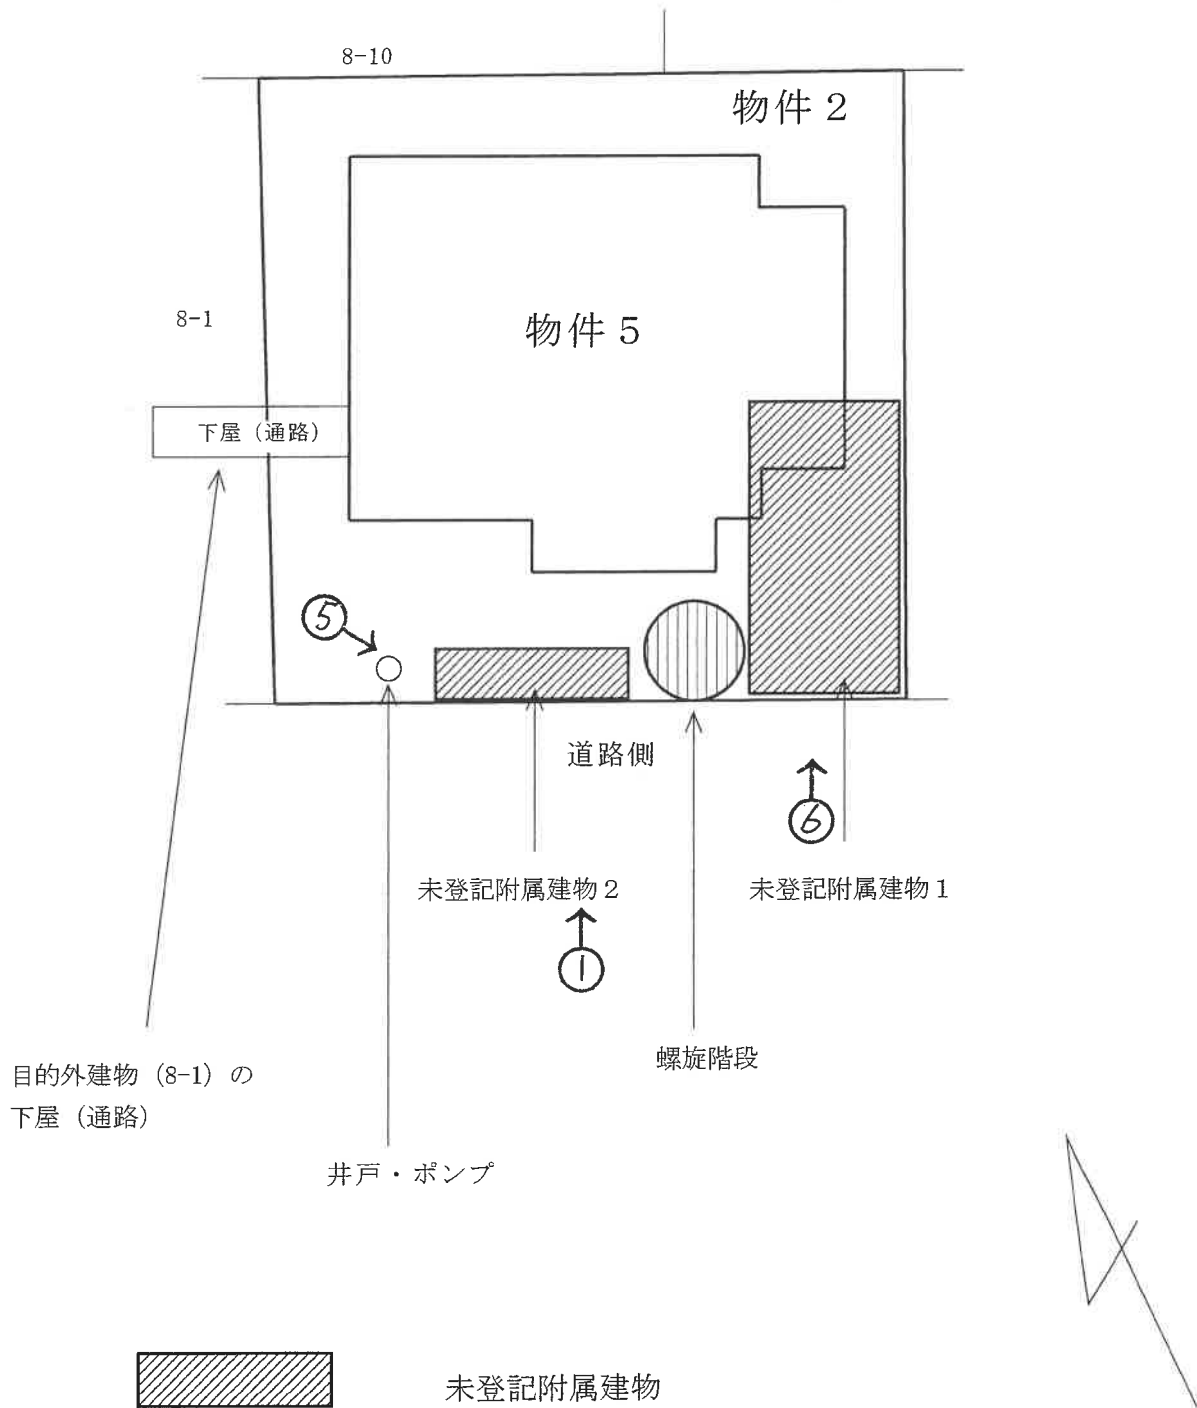 8-10
物件２
8-1
物件５
下屋（通路）
⑤
道路側
⑥
未登記附属建物２
未登記附属建物１
①
螺旋階段
目的外建物（8-1）の
下屋（通路）
井戸・ポンプ
未登記附属建物